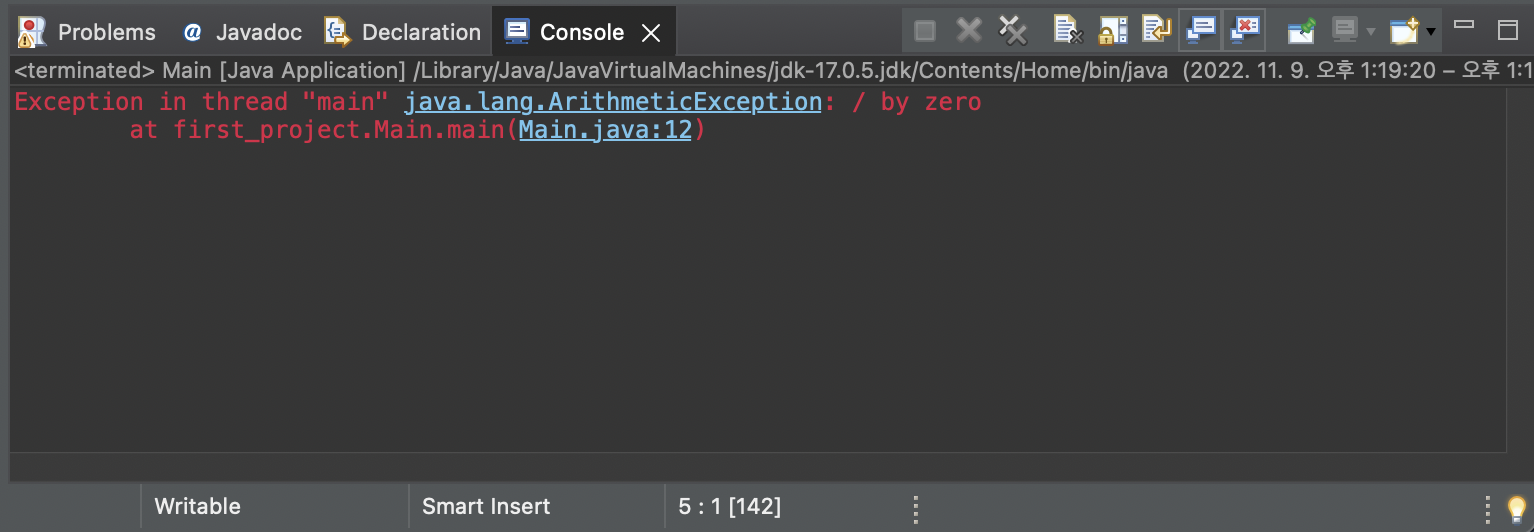 Problems Javadoc Declaration Console
<terminated> Main [Java Application] /Library/Java/JavaVirtualMachines/jdk-17.0.5.jdk/Contents/Home/bin/java (2022. 11. 9. 오후 1:19:20 – 오후 1:1
Exception in thread "main" java.lang.ArithmeticException: / by zero
at first_project.Main.main(Main.java:12)
Writable Smart Insert 5 : 1 [142]